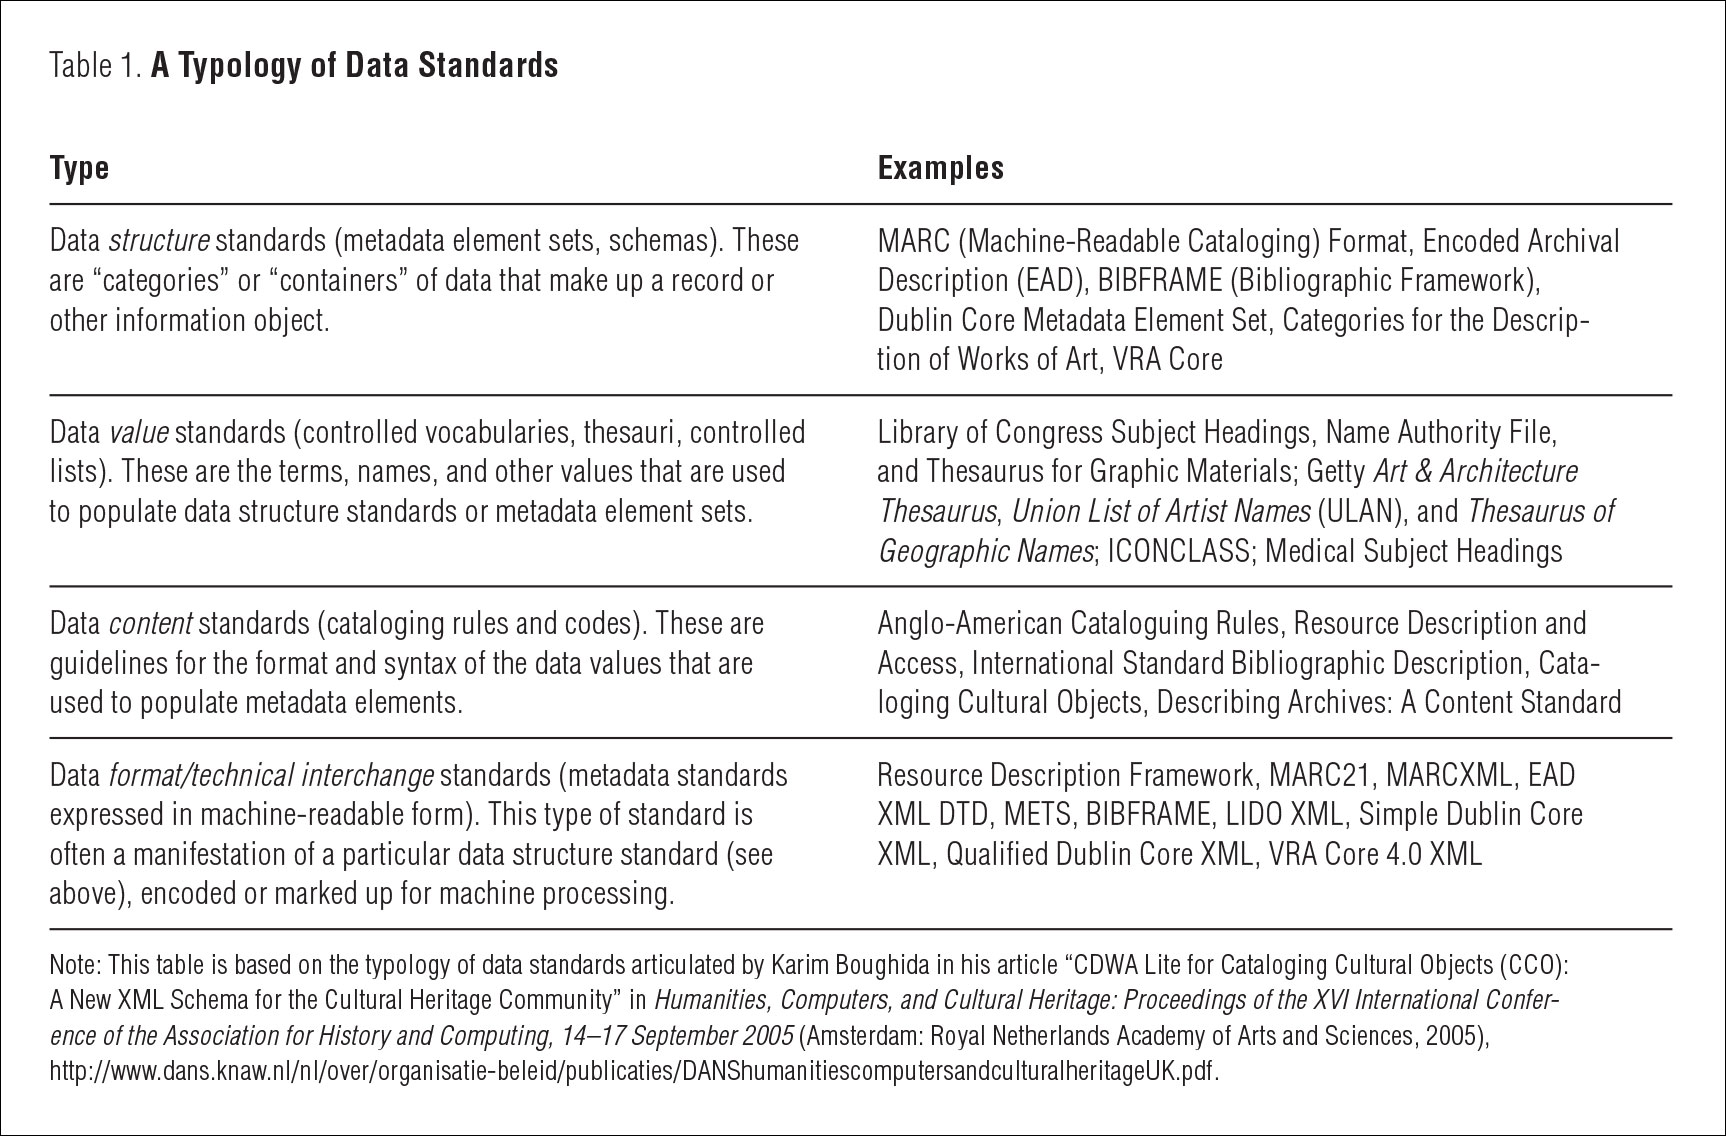 Table 1. A Typology of Data Standards
Type
Examples
Data structure standards (metadata element sets, schemas). These
are “categories” or “containers” of data that make up a record or
other information object.
MARC (Machine-Readable Cataloging) Format, Encoded Archival
Description (EAD), BIBFRAME (Bibliographic Framework),
Dublin Core Metadata Element Set, Categories for the Descrip-
tion of Works of Art, VRA Core
Data value standards (controlled vocabularies, thesauri, controlled
lists). These are the terms, names, and other values that are used
to populate data structure standards or metadata element sets.
Library of Congress Subject Headings, Name Authority File,
and Thesaurus for Graphic Materials; Getty Art & Architecture
Thesaurus, Union List of Artist Names (ULAN), and Thesaurus of
Geographic Names; ICONCLASS; Medical Subject Headings
Data content standards (cataloging rules and codes). These are
guidelines for the format and syntax of the data values that are
used to populate metadata elements.
Anglo-American Cataloguing Rules, Resource Description and
Access, International Standard Bibliographic Description, Cata-
loging Cultural Objects, Describing Archives: A Content Standard
Data format/technical interchange standards (metadata standards
expressed in machine-readable form). This type of standard is
often a manifestation of a particular data structure standard (see
above), encoded or marked up for machine processing.
Resource Description Framework, MARC21, MARCXML, EAD
XML DTD, METS, BIBFRAME, LIDO XML, Simple Dublin Core
XML, Qualified Dublin Core XML, VRA Core 4.0 XML
Note: This table is based on the typology of data standards articulated by Karim Boughida in his article “CDWA Lite for Cataloging Cultural Objects (CCO):
A New XML Schema for the Cultural Heritage Community” in Humanities, Computers, and Cultural Heritage: Proceedings of the XVI International Confer-
ence of the Association for History and Computing, 14–17 September 2005 (Amsterdam: Royal Netherlands Academy of Arts and Sciences, 2005),
http://www.dans.knaw.nl/nl/over/organisatie-beleid/publicaties/DANShumanitiescomputersandculturalheritageUK.pdf.